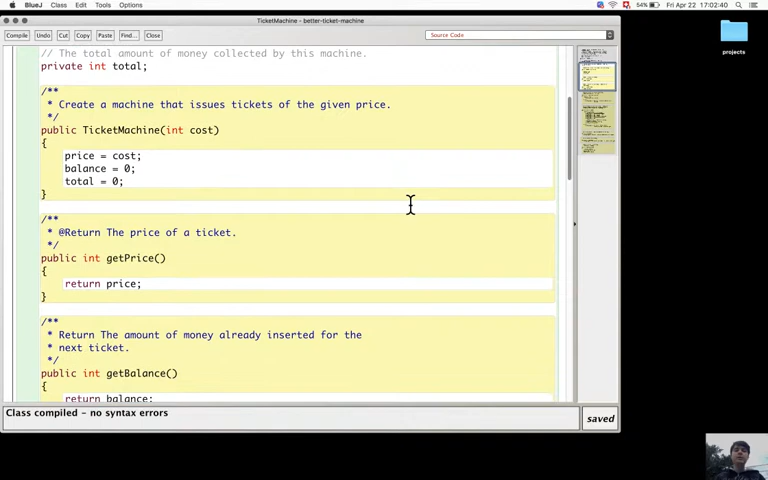 BlueJ Class Edit Tools Options
54% Fri Apr 22 17:02:40
TicketMachine - better-ticket-machine
Compile Undo Cut Copy Paste Find... Close
Source Code
// The total amount of money collected by this machine.
private int total;
/**
* Create a machine that issues tickets of the given price.
*/
public TicketMachine(int cost)
{
price = cost;
balance = 0;
total = 0;
}
/**
* @Return The price of a ticket.
*/
public int getPrice()
{
return price;
}
/**
* Return The amount of money already inserted for the
* next ticket.
*/
public int getBalance()
{
return balance;
Class compiled - no syntax errors
saved
projects